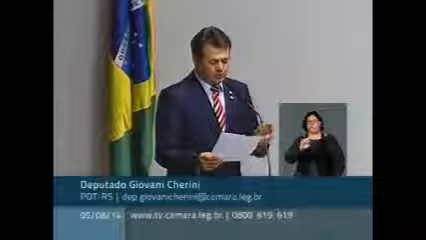 Deputado Giovani Cherini
PDT-RS | dep.giovanicherini@camara.leg.br
05/08/14 | www.tv.camara.leg.br | 0800 619 619